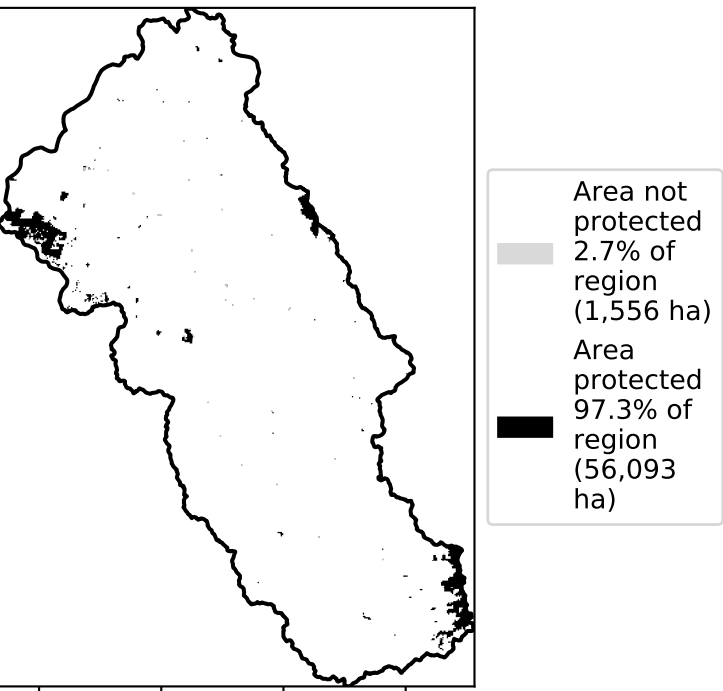 Area not
protected
2.7% of
region
(1,556 ha)
Area
protected
97.3% of
region
(56,093
ha)